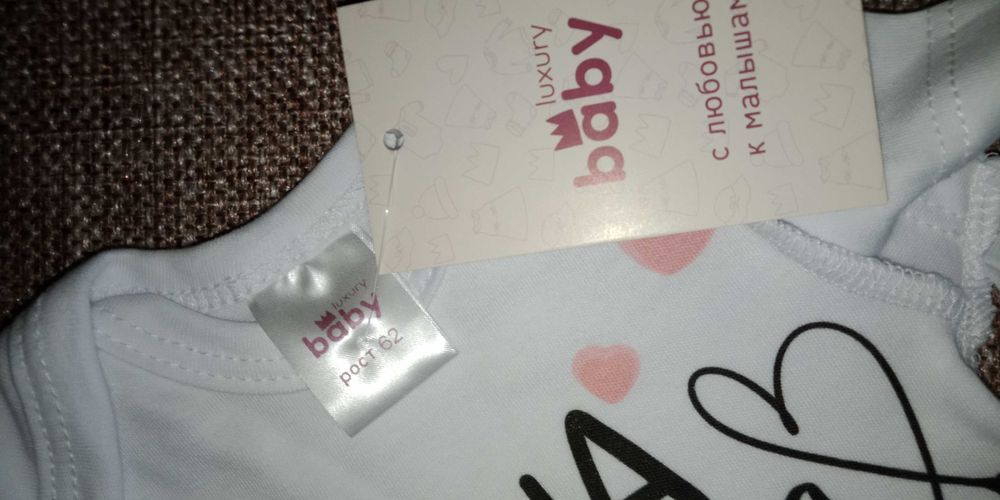 luxury
baby
с любовью
к малышам
luxury
baby
рост 62